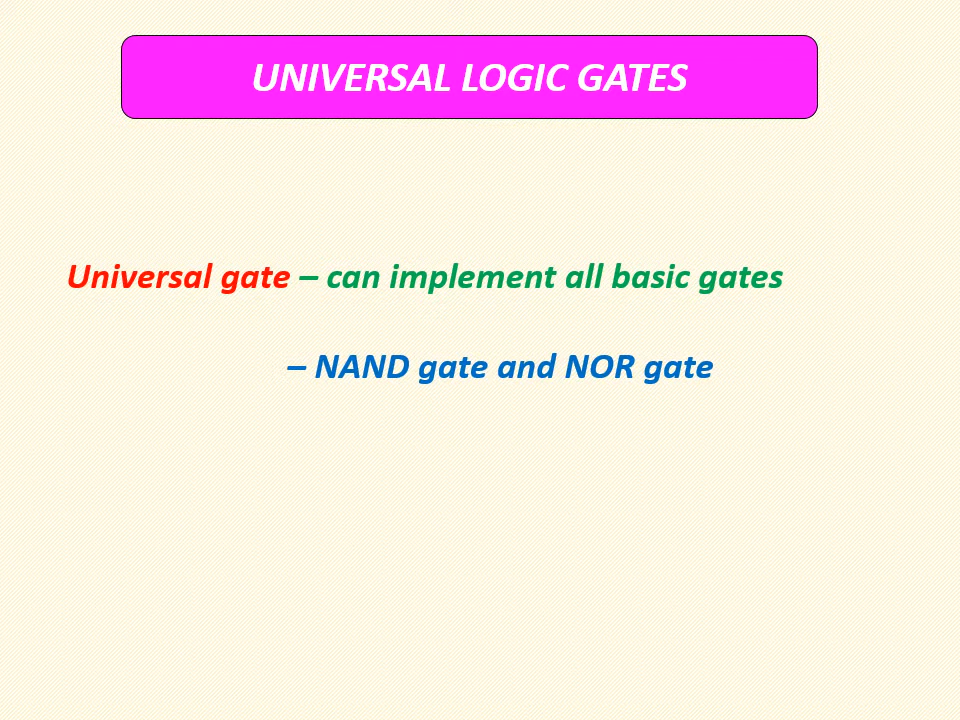 UNIVERSAL LOGIC GATES
Universal gate – can implement all basic gates
– NAND gate and NOR gate